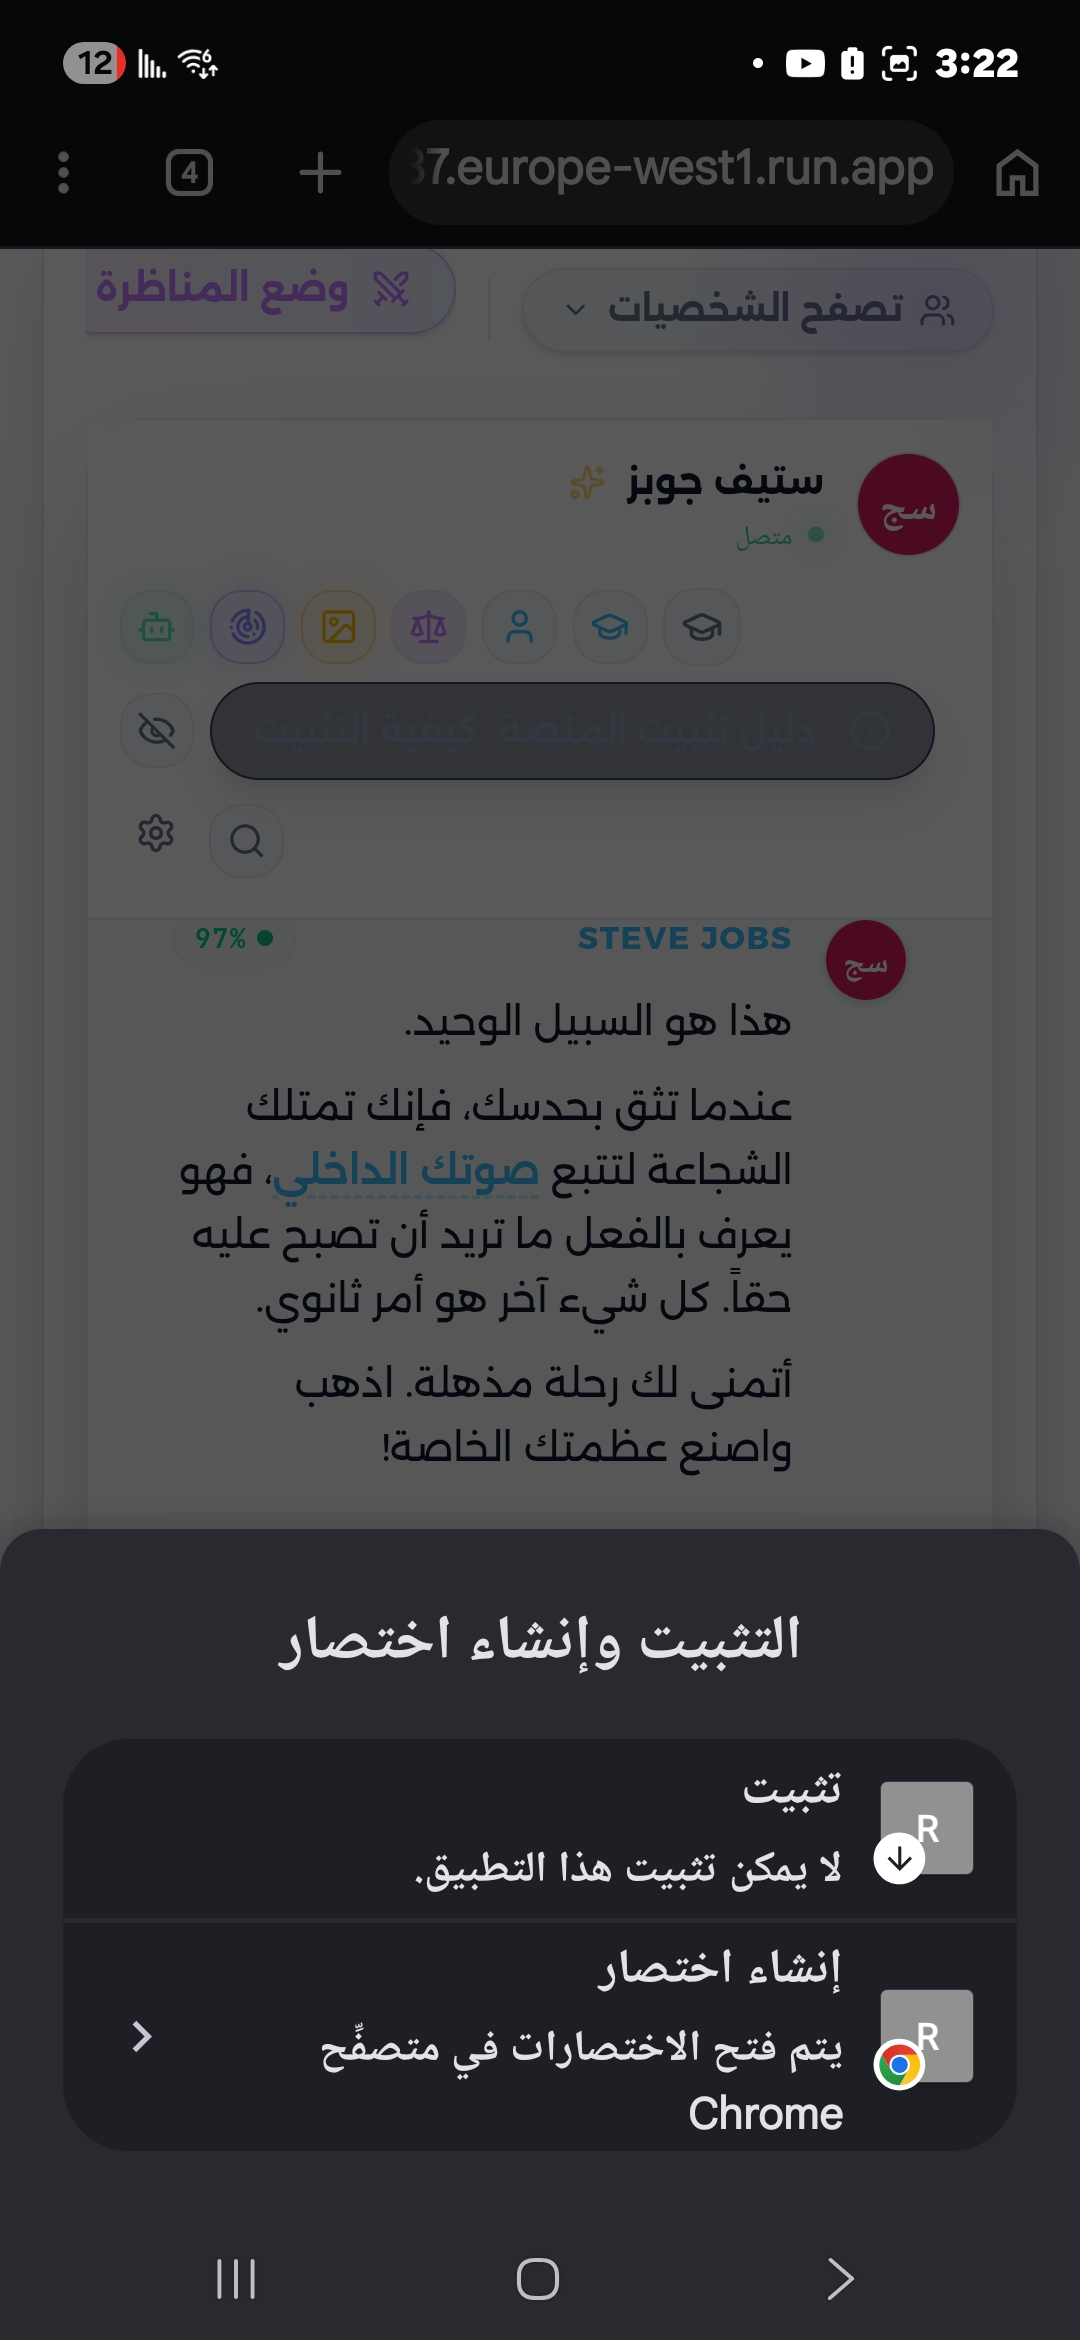 12
6
3:22
4
37.europe-west1.run.app
تصفح الشخصيات
وضع المناظرة
ستيف جوبز
سج
متصل
دليل تثبيت المنصة كيفية التثبيت
سج
STEVE JOBS
97%
هذا هو السبيل الوحيد.
عندما تثق بحدسك، فإنك تمتلك
الشجاعة لتتبع صوتك الداخلي، فهو
يعرف بالفعل ما تريد أن تصبح عليه
حقاً. كل شيء آخر هو أمر ثانوي.
أتمنى لك رحلة مذهلة. اذهب
واصنع عظمتك الخاصة!
التثبيت وإنشاء اختصار
R
تثبيت
لا يمكن تثبيت هذا التطبيق.
R
إنشاء اختصار
يتم فتح الاختصارات في متصفِّح
Chrome